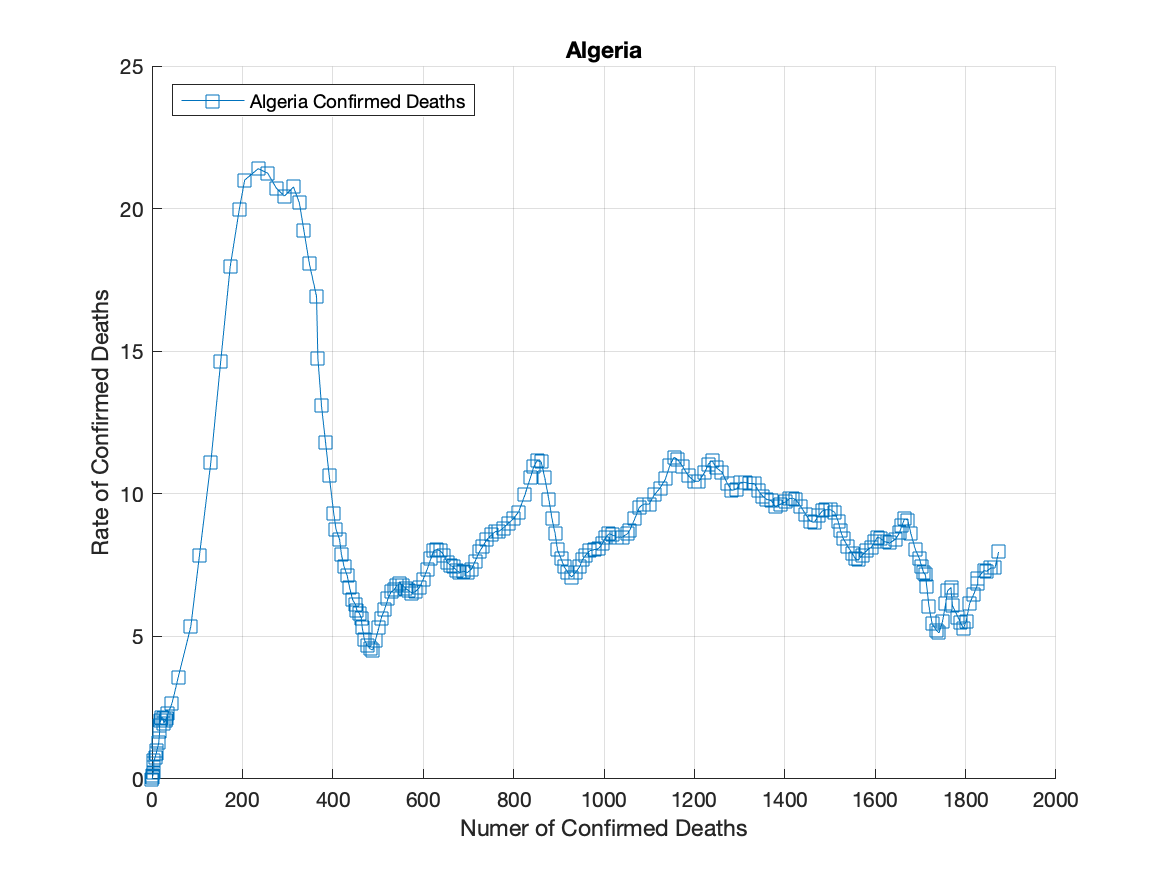 Algeria
Algeria Confirmed Deaths
25
20
15
10
5
0
Rate of Confirmed Deaths
0 200 400 600 800 1000 1200 1400 1600 1800 2000
Numer of Confirmed Deaths